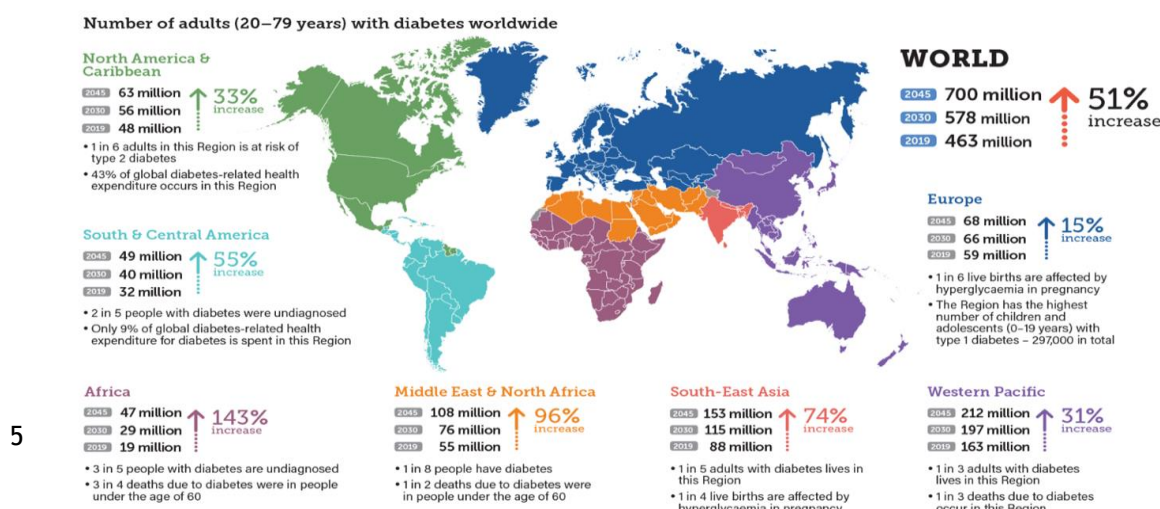 Number of adults (20–79 years) with diabetes worldwide
North America &
Caribbean
2045 63 million
2030 56 million
2019 48 million
33%
increase
• 1 in 6 adults in this Region is at risk of
type 2 diabetes
• 43% of global diabetes-related health
expenditure occurs in this Region
South & Central America
2045 49 million
2030 40 million
2019 32 million
55%
increase
• 2 in 5 people with diabetes were undiagnosed
• Only 9% of global diabetes-related health
expenditure for diabetes is spent in this Region
WORLD
2045 700 million
2030 578 million
2019 463 million
51%
increase
Europe
2045 68 million
2030 66 million
2019 59 million
15%
increase
• 1 in 6 live births are affected by
hyperglycaemia in pregnancy
• The Region has the highest
number of children and
adolescents (0–19 years) with
type 1 diabetes – 297,000 in total
5
Africa
2045 47 million
2030 29 million
2019 19 million
143%
increase
• 3 in 5 people with diabetes are undiagnosed
• 3 in 4 deaths due to diabetes were in people
under the age of 60
Middle East & North Africa
2045 108 million
2030 76 million
2019 55 million
96%
increase
• 1 in 8 people have diabetes
• 1 in 2 deaths due to diabetes were
in people under the age of 60
South-East Asia
2045 153 million
2030 115 million
2019 88 million
74%
increase
• 1 in 5 adults with diabetes lives in
this Region
• 1 in 4 live births are affected by
hyperglycaemia in pregnancy
Western Pacific
2045 212 million
2030 197 million
2019 163 million
31%
increase
• 1 in 3 adults with diabetes
lives in this Region
• 1 in 3 deaths due to diabetes
occur in this Region